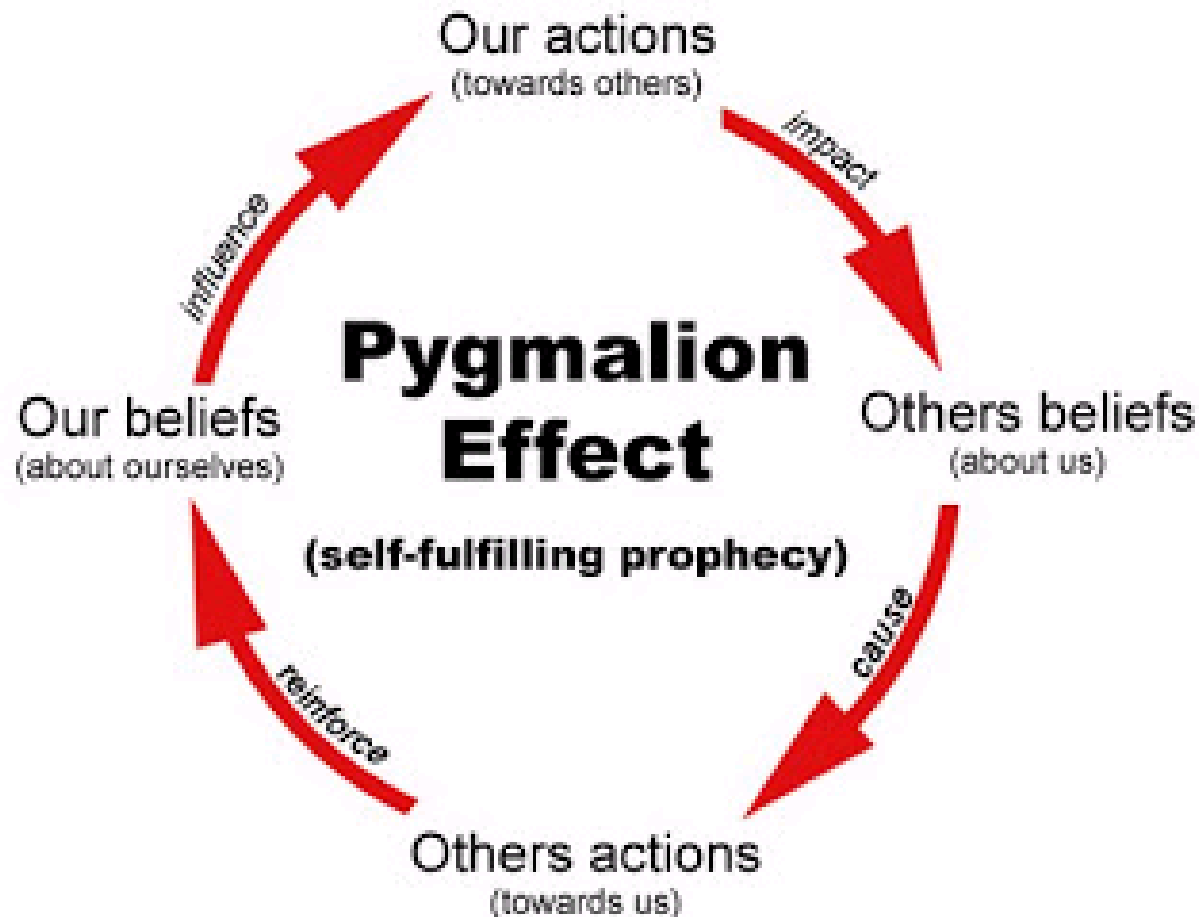 Our actions
(towards others)
impact
influence
Pygmalion
Effect
(self-fulfilling prophecy)
Our beliefs
(about ourselves)
Others beliefs
(about us)
cause
reinforce
Others actions
(towards us)